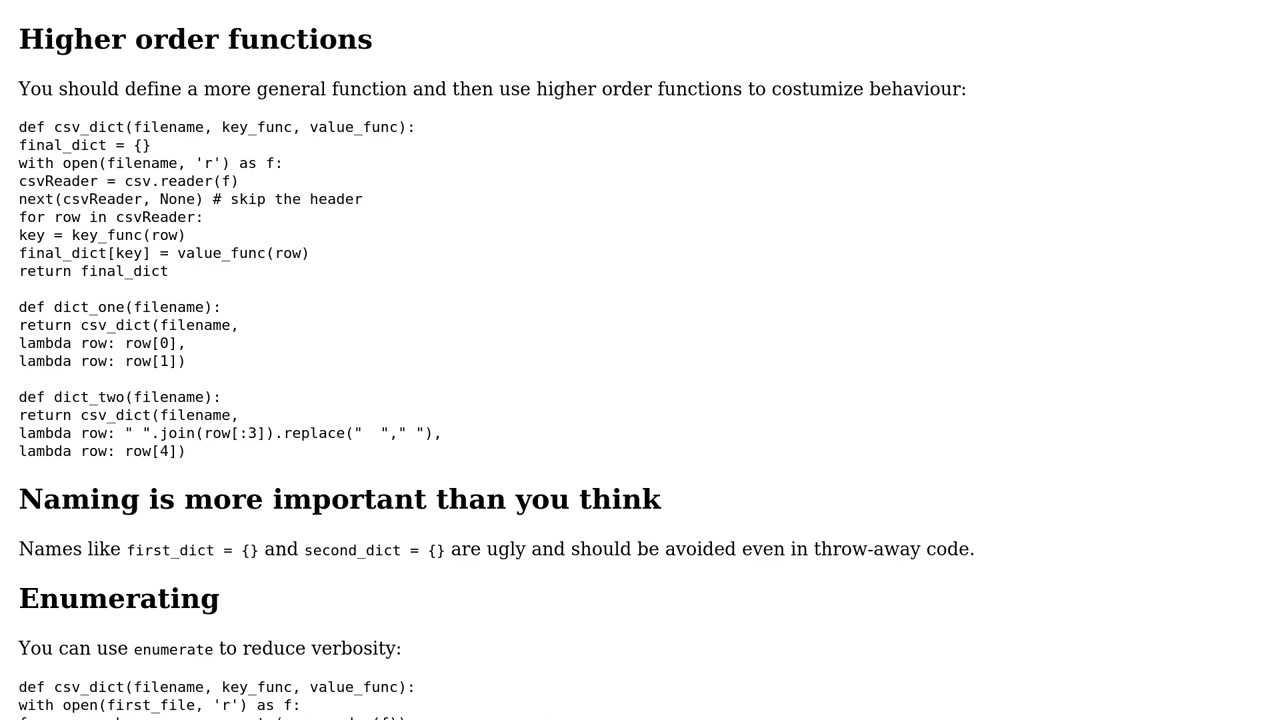 Higher order functions
You should define a more general function and then use higher order functions to costumize behaviour:
def csv_dict(filename, key_func, value_func):
final_dict = {}
with open(filename, 'r') as f:
csvReader = csv.reader(f)
next(csvReader, None) # skip the header
for row in csvReader:
key = key_func(row)
final_dict[key] = value_func(row)
return final_dict

def dict_one(filename):
return csv_dict(filename,
lambda row: row[0],
lambda row: row[1])

def dict_two(filename):
return csv_dict(filename,
lambda row: " ".join(row[:3]).replace("  "," "),
lambda row: row[4])
Naming is more important than you think
Names like first_dict = {} and second_dict = {} are ugly and should be avoided even in throw-away code.
Enumerating
You can use enumerate to reduce verbosity:
def csv_dict(filename, key_func, value_func):
with open(first_file, 'r') as f: